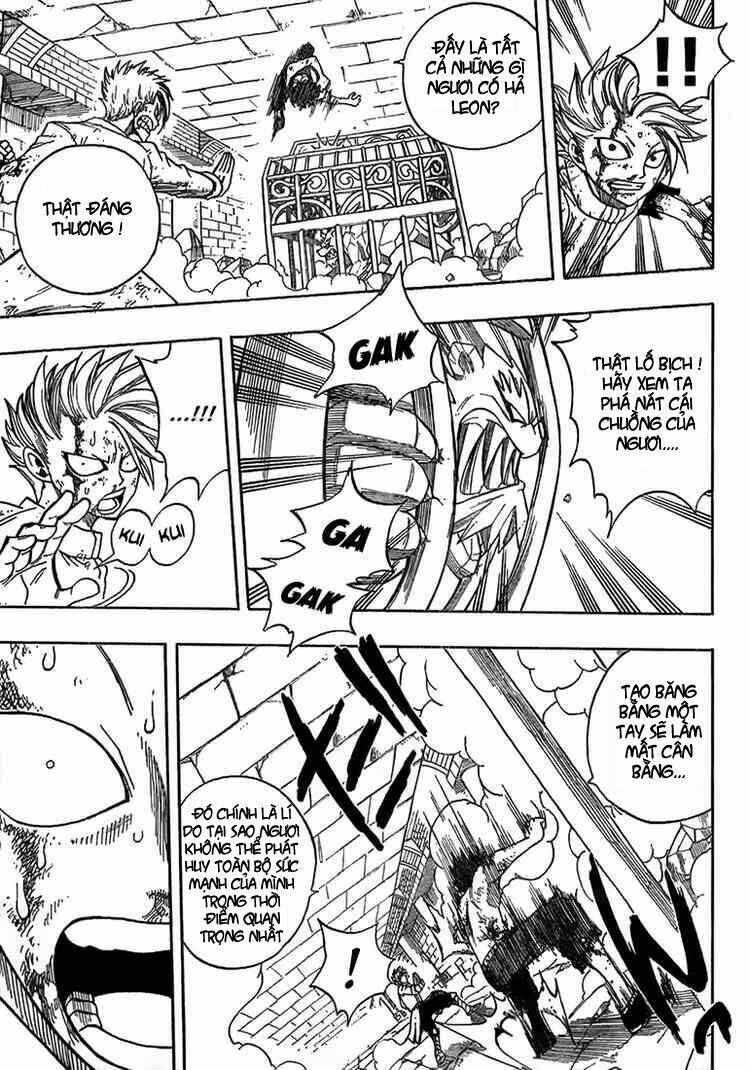 !!
ĐẤY LÀ TẤT
CẢ NHỮNG GÌ
NGƯƠI CÓ HẢ
LEON?
THẬT ĐÁNG
THƯƠNG !
THẬT LỐ BỊCH !
HÃY XEM TA
PHÁ NÁT CÁI
CHUỒNG CỦA
NGƯƠI....
GAK
GA
GAK
...!!!
KUI KUI
TẠO BĂNG
BẰNG MỘT
TAY SẼ LÀM
MẤT CÂN
BẰNG...
ĐÓ CHÍNH LÀ LÍ
DO TẠI SAO NGƯƠI
KHÔNG THỂ PHÁT
HUY TOÀN BỘ SỨC
MẠNH CỦA MÌNH
TRONG THỜI
ĐIỂM QUAN
TRỌNG NHẤT
!